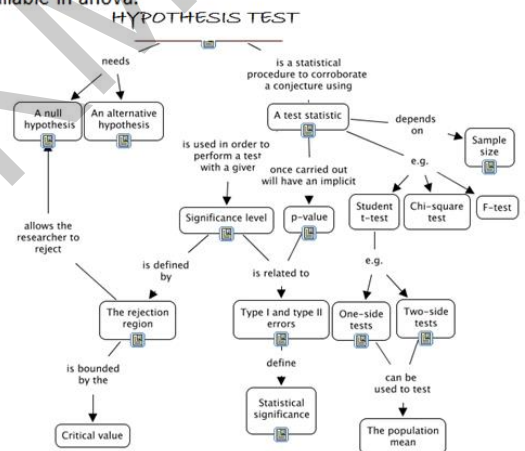 HYPOTHESIS TEST
needs
is a statistical
procedure to corroborate
a conjecture using
A null
hypothesis
An alternative
hypothesis
A test statistic
depends
on
Sample
size
is used in order to
perform a test
with a giver
once carried out
will have an implicit
e.g.
Significance level
p-value
Student
t-test
Chi-square
test
F-test
allows the
researcher to
reject
is defined
by
is related to
e.g.
The rejection
region
Type I and type II
errors
One-side
tests
Two-side
tests
is bounded
by the
define
can be
used to test
Critical value
Statistical
significance
The population
mean